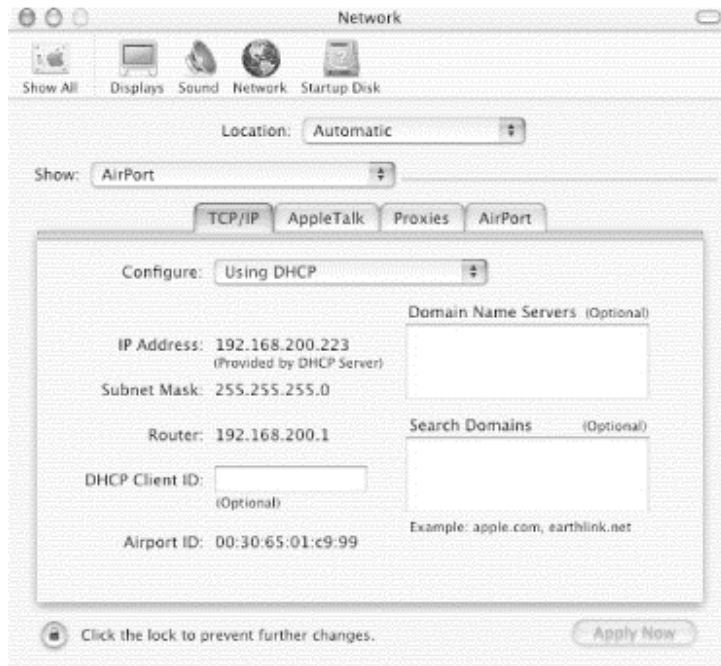 Network
Show All Displays Sound Network Startup Disk
Location: Automatic
Show: AirPort
TCP/IP AppleTalk Proxies AirPort
Configure: Using DHCP
Domain Name Servers (Optional)
IP Address: 192.168.200.223
(Provided by DHCP Server)
Subnet Mask: 255.255.255.0
Search Domains (Optional)
Router: 192.168.200.1
DHCP Client ID:
(Optional)
Example: apple.com, earthlink.net
Airport ID: 00:30:65:01:c9:99
Click the lock to prevent further changes.
Apply Now